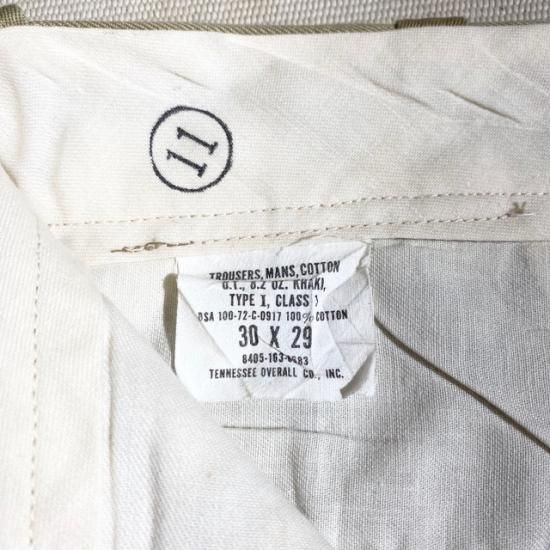 11
TROUSERS, MANS, COTTON
U.T., 8.2 OZ. KHAKI,
TYPE I, CLASS 1
DSA 100-72-C-0917 100% COTTON
30 X 29
TENNESSEE OVERALL CO., INC.